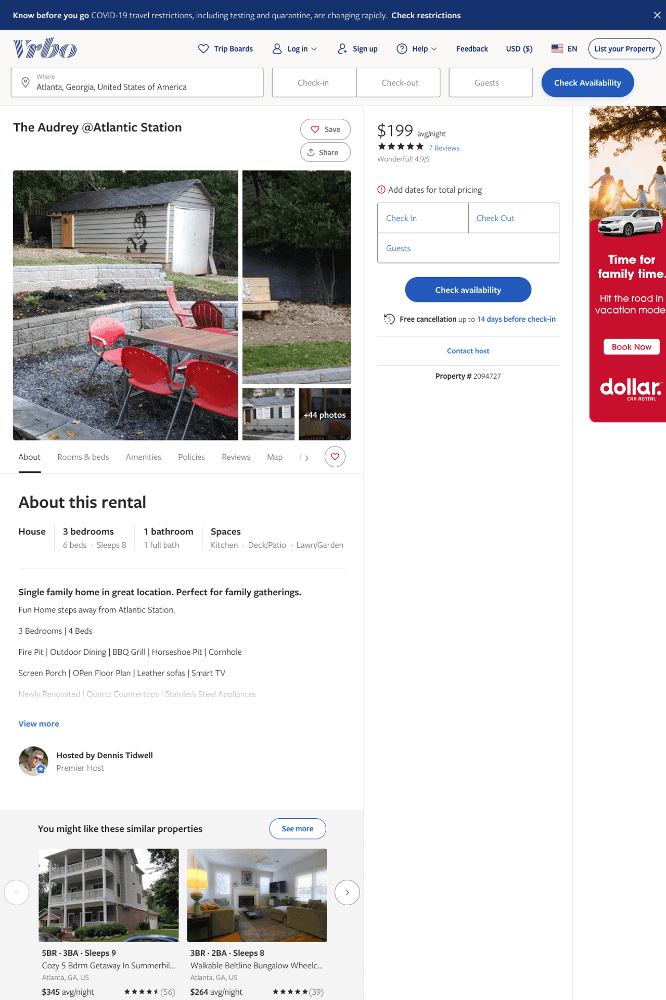 Know before you go COVID-19 travel restrictions, including testing and quarantine, are changing rapidly. Check restrictions
Vrbo
Trip Boards
Log in
Sign up
Help
Feedback
USD ($)
EN
List your Property
Where
Atlanta, Georgia, United States of America
Check-in
Check-out
Guests
Check Availability
The Audrey @Atlantic Station
Save
Share
+44 photos
About
Rooms & beds
Amenities
Policies
Reviews
Map
About this rental
House
3 bedrooms
6 beds · Sleeps 8
1 bathroom
1 full bath
Spaces
Kitchen · Deck/Patio · Lawn/Garden
Single family home in great location. Perfect for family gatherings.
Fun Home steps away from Atlantic Station.
3 Bedrooms | 4 Beds
Fire Pit | Outdoor Dining | BBQ Grill | Horseshoe Pit | Cornhole
Screen Porch | OPen Floor Plan | Leather sofas | Smart TV
Newly Renovated | Quartz Countertops | Stainless Steel Appliances
View more
Hosted by Dennis Tidwell
Premier Host
You might like these similar properties
See more
5BR · 3BA · Sleeps 9
Cozy 5 Bdrm Getaway In Summerhil...
Atlanta, GA, US
$345 avg/night
(56)
3BR · 2BA · Sleeps 8
Walkable Beltline Bungalow Wheelc...
Atlanta, GA, US
$264 avg/night
(39)
$199 avg/night
7 Reviews
Wonderful! 4.9/5
Add dates for total pricing
Check In
Check Out
Guests
Check availability
Free cancellation up to 14 days before check-in
Contact host
Property # 2094727
Time for
family time.
Hit the road in
vacation mode
Book Now
dollar.
CAR RENTAL